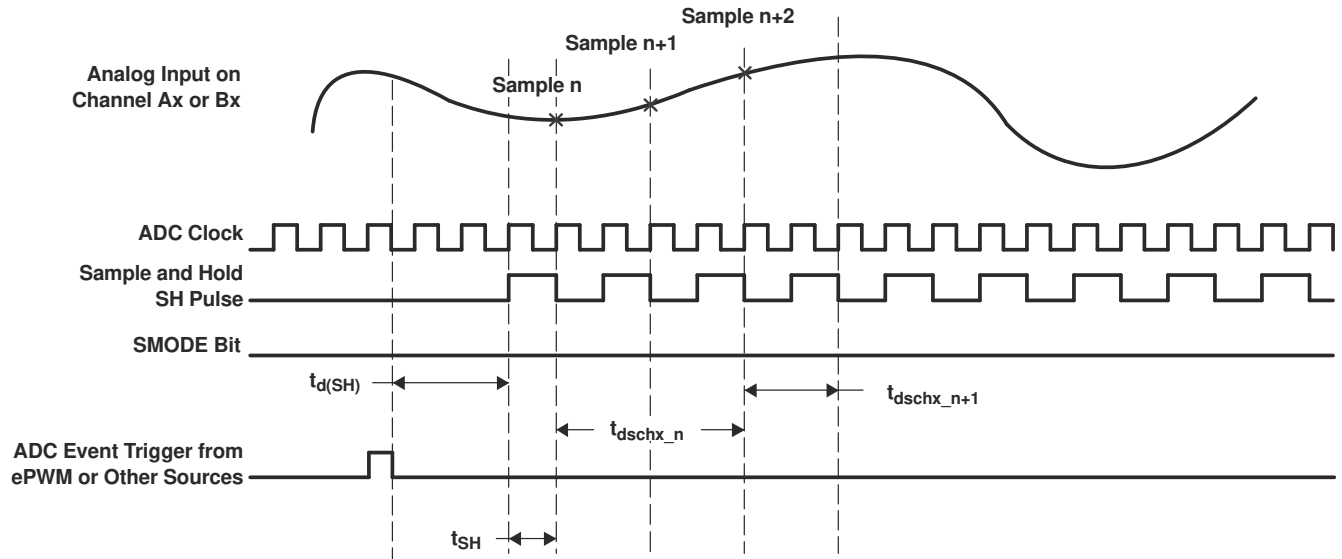 Sample n+2
Sample n+1
Analog Input on
Channel Ax or Bx
Sample n
ADC Clock
Sample and Hold
SH Pulse
SMODE Bit
td(SH)
tdschx_n+1
tdschx_n
ADC Event Trigger from
ePWM or Other Sources
tSH